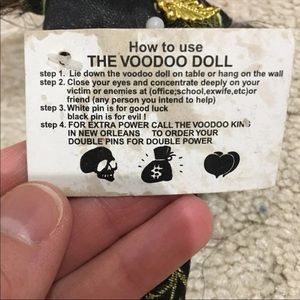 How to use
THE VOODOO DOLL
step 1. Lie down the voodoo doll on table or hang on the wall
step 2. Close your eyes and concentrate deeply on your
victim or enemies at (office;school,exwife,etc)or
friend (any person you intend to help)
step 3. White pin is for good luck
black pin is for evil !
step 4. FOR EXTRA POWER CALL THE VOODOO KING
IN NEW ORLEANS TO ORDER YOUR
DOUBLE PINS FOR DOUBLE POWER
$